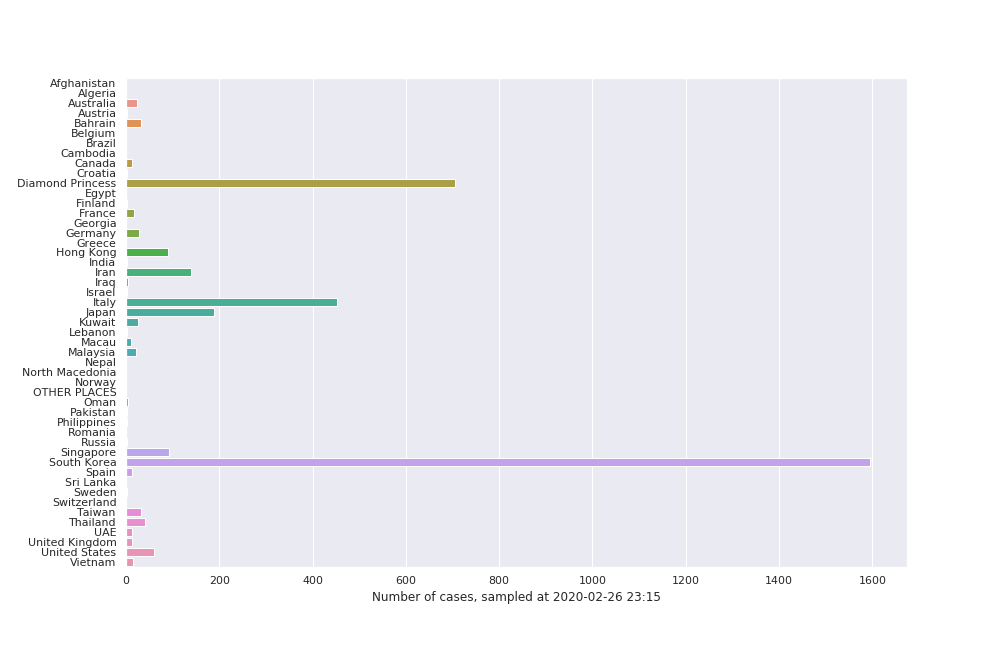 Afghanistan
Algeria
Australia
Austria
Bahrain
Belgium
Brazil
Cambodia
Canada
Croatia
Diamond Princess
Egypt
Finland
France
Georgia
Germany
Greece
Hong Kong
India
Iran
Iraq
Israel
Italy
Japan
Kuwait
Lebanon
Macau
Malaysia
Nepal
North Macedonia
Norway
OTHER PLACES
Oman
Pakistan
Philippines
Romania
Russia
Singapore
South Korea
Spain
Sri Lanka
Sweden
Switzerland
Taiwan
Thailand
UAE
United Kingdom
United States
Vietnam
0 200 400 600 800 1000 1200 1400 1600
Number of cases, sampled at 2020-02-26 23:15